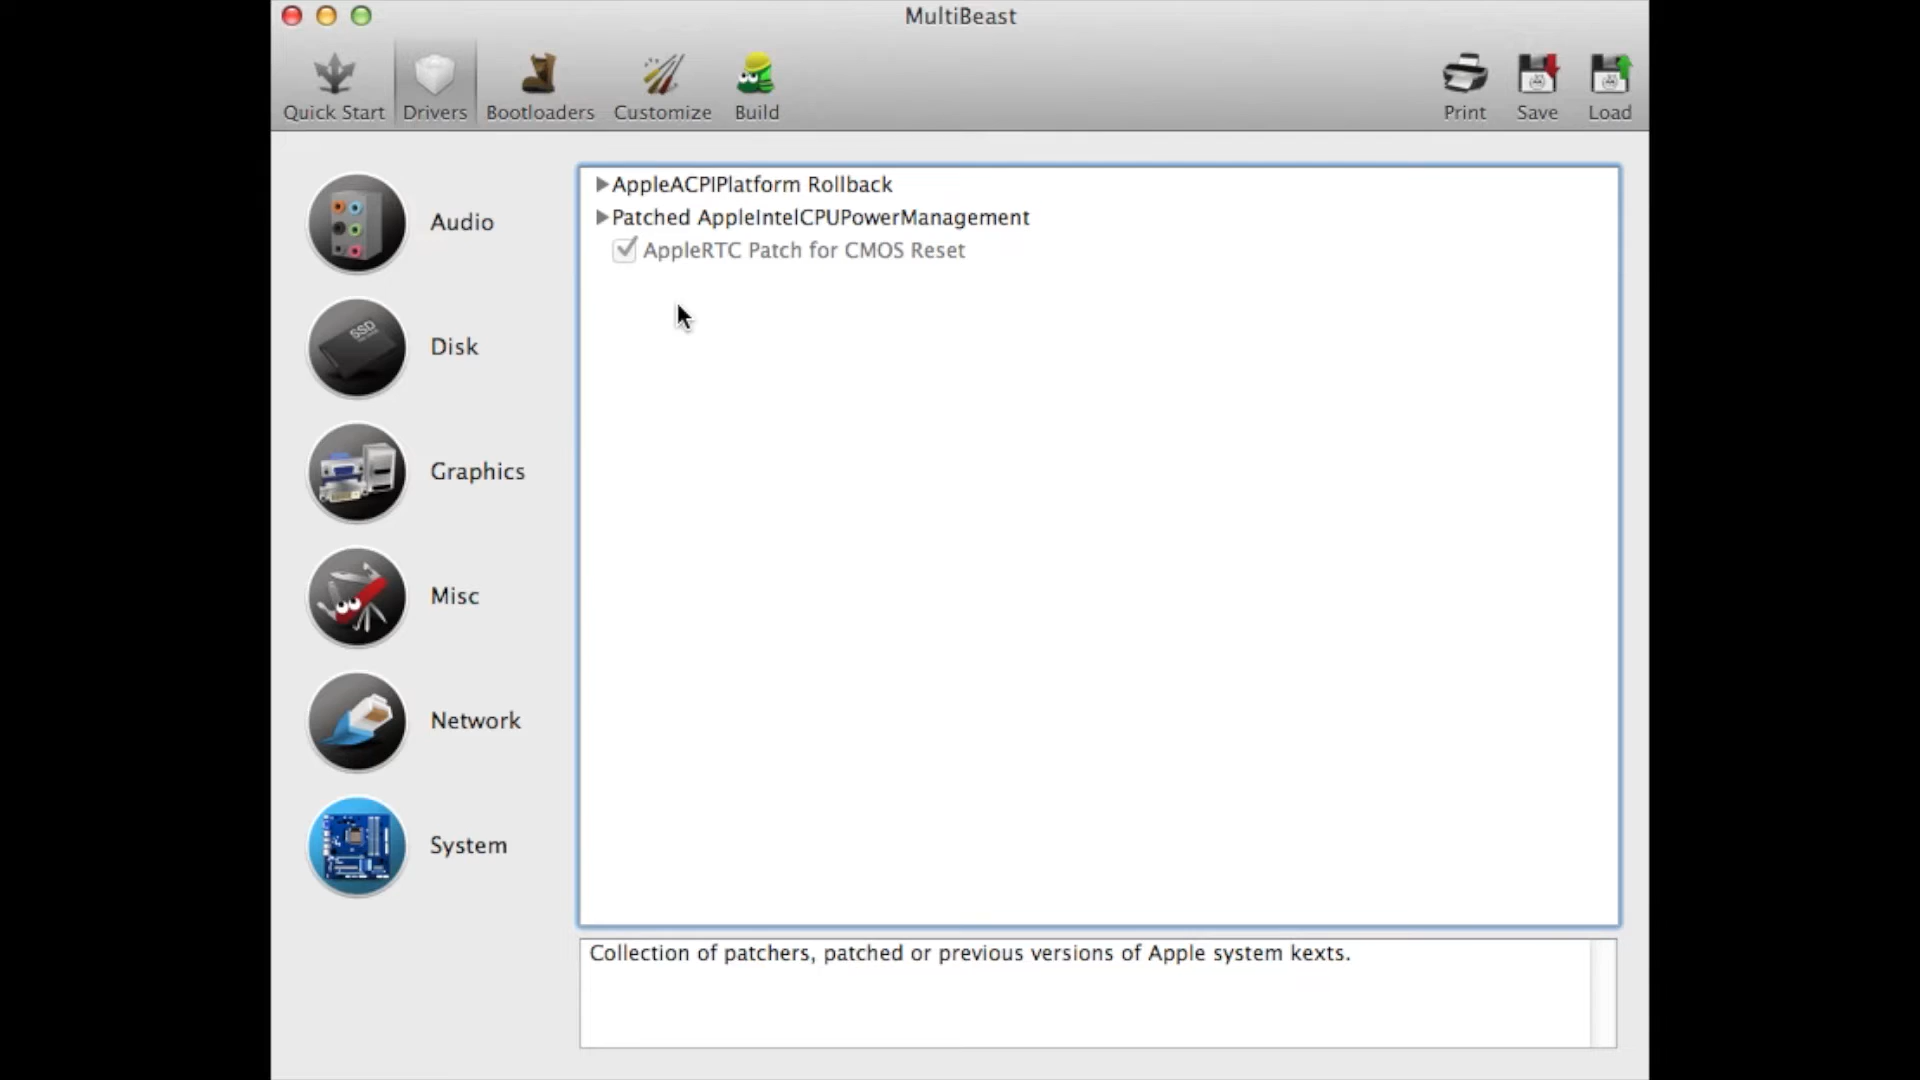 MultiBeast
Quick Start
Drivers
Bootloaders
Customize
Build
Print
Save
Load
Audio
Disk
Graphics
Misc
Network
System
AppleACPIPlatform Rollback
Patched AppleIntelCPUPowerManagement
AppleRTC Patch for CMOS Reset
SSD
Collection of patchers, patched or previous versions of Apple system kexts.